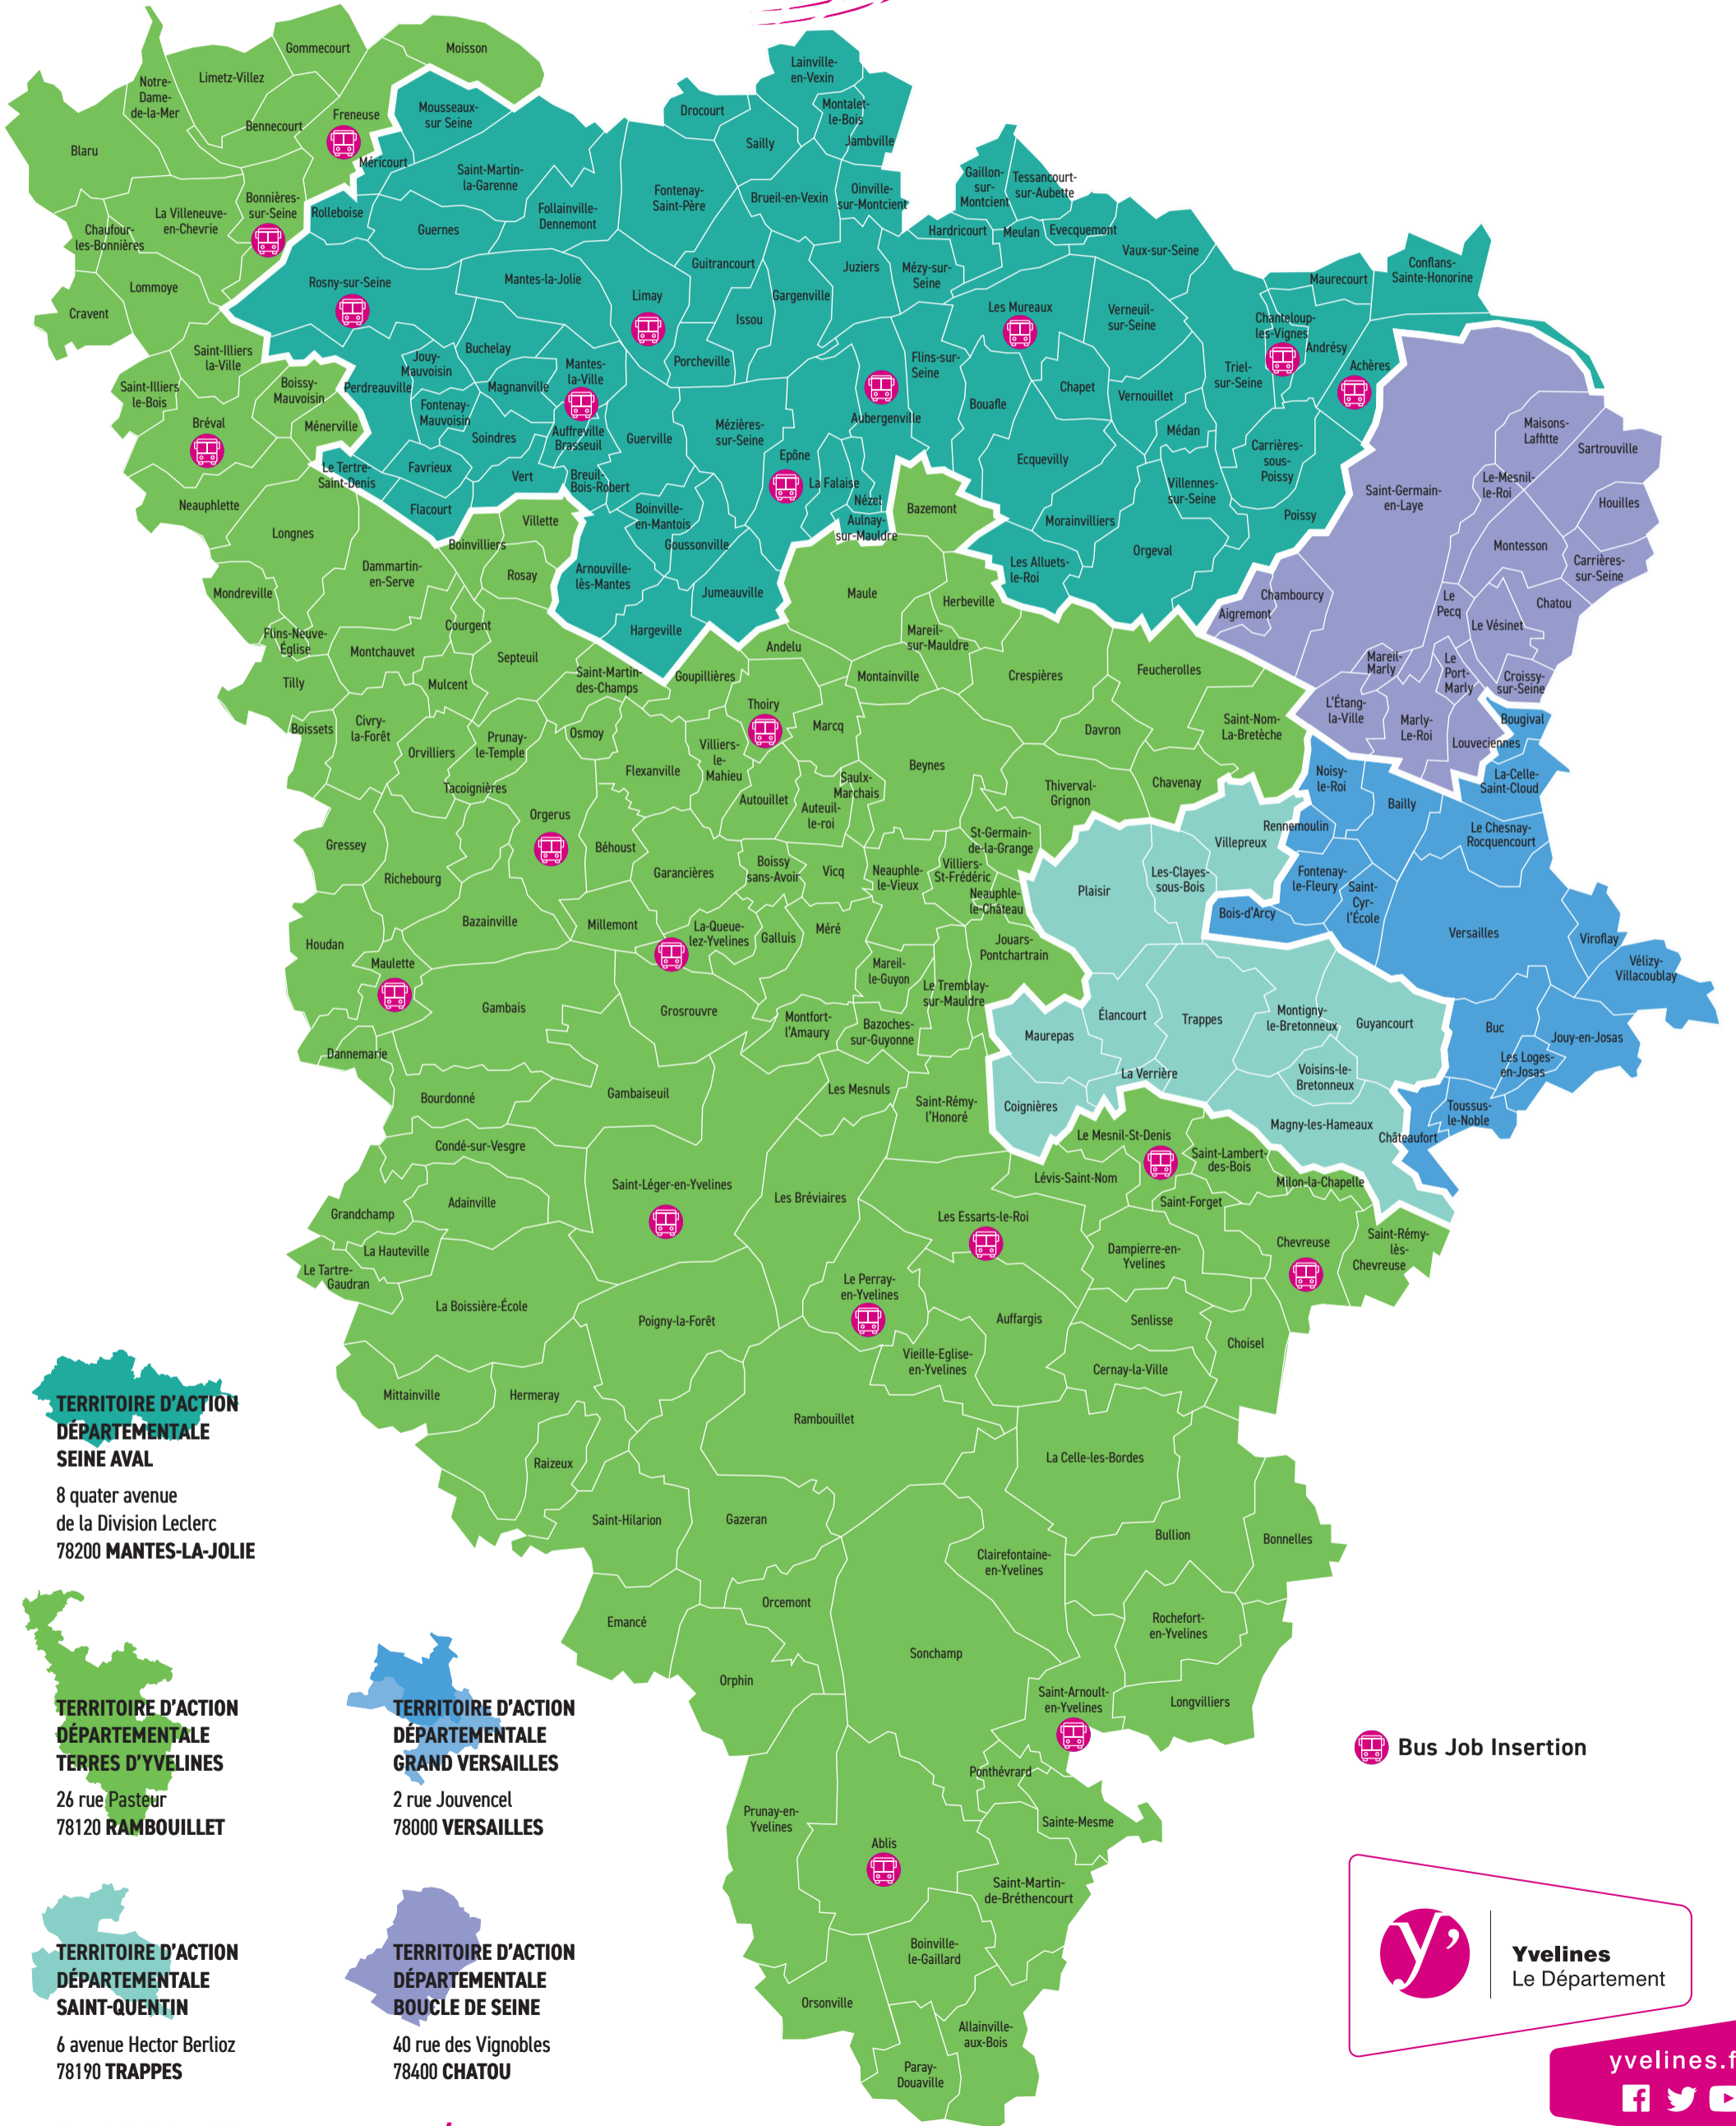 Gommecourt
Moisson
Limetz-Villez
Notre-
Dame-
de-la-Mer
Bennecourt
Freneuse
Blaru
Mousseaux-
sur Seine
Méricourt
Saint-Martin-
la-Garenne
Lainville-
en-Vexin
Drocourt
Montalet-
le-Bois
Sailly
Jambville
Fontenay-
Saint-Père
Brueil-en-Vexin
Oinville-
sur-Montcient
Gaillon-
sur-
Montcient
Tessancourt-
sur-Aubette
Bonnières-
sur-Seine
Rolleboise
Guernes
Follainville-
Dennemont
La Villeneuve-
en-Chevrie
Chaufour-
les-Bonnières
Hardricourt
Meulan
Evecquemont
Vaux-sur-Seine
Lommoye
Cravent
Rosny-sur-Seine
Mantes-la-Jolie
Limay
Guitrancourt
Issou
Gargenville
Juziers
Mézy-sur-
Seine
Les Mureaux
Verneuil-
sur-Seine
Maurecourt
Conflans-
Sainte-Honorine
Chanteloup-
les-Vignes
Andrésy
Achères
Triel-
sur-Seine
Saint-Illiers
la-Ville
Saint-Illiers
le-Bois
Boissy-
Mauvoisin
Ménerville
Bréval
Perdreauville
Jouy-
Mauvoisin
Buchelay
Magnanville
Mantes-
la-Ville
Porcheville
Fontenay-
Mauvoisin
Soindres
Auffreville
Brasseuil
Guerville
Mézières-
sur-Seine
Epône
Aubergenville
Flins-sur-
Seine
Bouafle
Chapet
Vernouillet
Médan
Ecquevilly
Villennes-
sur-Seine
Carrières-
sous-
Poissy
Poissy
Le Tertre-
Saint-Denis
Favrieux
Flacourt
Vert
Breuil-
Bois-Robert
La Falaise
Nézel
Aulnay-
sur-Mauldre
Boinville-
en-Mantois
Goussonville
Arnouville-
lès-Mantes
Jumeauville
Hargeville
Bazemont
Morainvilliers
Orgeval
Les Alluets-
le-Roi
Maisons-
Laffitte
Sartrouville
Le-Mesnil-
le-Roi
Saint-Germain-
en-Laye
Houilles
Montesson
Carrières-
sur-Seine
Chambourcy
Aigremont
Le
Pecq
Chatou
Le Vésinet
Mareil-
Marly
Le
Port-
Marly
Croissy-
sur-Seine
L'Étang-
la-Ville
Marly-
Le-Roi
Louveciennes
Bougival
La-Celle-
Saint-Cloud
Neauphlette
Longnes
Villette
Boinvilliers
Rosay
Dammartin-
en-Serve
Mondreville
Flins-Neuve-
Église
Courgent
Montchauvet
Septeuil
Tilly
Mulcent
Saint-Martin-
des-Champs
Goupillières
Andelu
Maule
Herbeville
Mareil-
sur-Mauldre
Montainville
Crespières
Feucherolles
Saint-Nom-
La-Bretèche
Davron
Chavenay
Thiverval-
Grignon
Boissets
Civry-
la-Forêt
Orvilliers
Prunay-
le-Temple
Osmoy
Tacoignières
Flexanville
Villiers-
le-
Mahieu
Thoiry
Marcq
Autouillet
Saulx-
Marchais
Auteuil-
le-roi
Beynes
Gressey
Richebourg
Orgerus
Béhoust
Garancières
Boissy
sans-Avoir
Vicq
Neauphle-
le-Vieux
Villiers-
St-Frédéric
St-Germain-
de-la-Grange
Neauphle-
le-Château
Houdan
Maulette
Bazainville
Millemont
La-Queue-
lez-Yvelines
Galluis
Méré
Mareil-
le-Guyon
Le Tremblay-
sur-Mauldre
Jouars-
Pontchartrain
Plaisir
Les-Clayes-
sous-Bois
Villepreux
Noisy-
le-Roi
Bailly
Rennemoulin
Le Chesnay-
Rocquencourt
Fontenay-
le-Fleury
Saint-
Cyr-
l'École
Bois-d'Arcy
Versailles
Viroflay
Vélizy-
Villacoublay
Dannemarie
Gambais
Grosrouvre
Montfort-
l'Amaury
Bazoches-
sur-Guyonne
Maurepas
Élancourt
Trappes
Montigny-
le-Bretonneux
Guyancourt
Buc
Jouy-en-Josas
Les Loges-
en-Josas
La Verrière
Voisins-le-
Bretonneux
Coignières
Magny-les-Hameaux
Toussus-
le-Noble
Châteaufort
Bourdonné
Gambaiseuil
Les Mesnuls
Saint-Rémy-
l'Honoré
Condé-sur-Vesgre
Le Mesnil-St-Denis
Saint-Lambert-
des-Bois
Lévis-Saint-Nom
Milon-la-Chapelle
Saint-Forget
Grandchamp
Adainville
Saint-Léger-en-Yvelines
Les Bréviaires
Les Essarts-le-Roi
Dampierre-en-
Yvelines
Chevreuse
Saint-Rémy-
lès-
Chevreuse
La Hauteville
Le Tartre-
Gaudran
La Boissière-École
Poigny-la-Forêt
Le Perray-
en-Yvelines
Auffargis
Senlisse
Choisel
Vieille-Eglise-
en-Yvelines
Cernay-la-Ville
Mittainville
Hermeray
Rambouillet
Raizeux
La Celle-les-Bordes
Saint-Hilarion
Gazeran
Clairefontaine-
en-Yvelines
Bullion
Bonnelles
Emancé
Orcemont
Rochefort-
en-Yvelines
Sonchamp
Orphin
Saint-Arnoult-
en-Yvelines
Longvilliers
Ponthévrard
Prunay-en-
Yvelines
Sainte-Mesme
Ablis
Saint-Martin-
de-Bréthencourt
Boinville-
le-Gaillard
Orsonville
Allainville-
aux-Bois
Paray-
Douaville
TERRITOIRE D'ACTION
DÉPARTEMENTALE
SEINE AVAL
8 quater avenue
de la Division Leclerc
78200 MANTES-LA-JOLIE
TERRITOIRE D'ACTION
DÉPARTEMENTALE
TERRES D'YVELINES
26 rue Pasteur
78120 RAMBOUILLET
TERRITOIRE D'ACTION
DÉPARTEMENTALE
GRAND VERSAILLES
2 rue Jouvencel
78000 VERSAILLES
TERRITOIRE D'ACTION
DÉPARTEMENTALE
SAINT-QUENTIN
6 avenue Hector Berlioz
78190 TRAPPES
TERRITOIRE D'ACTION
DÉPARTEMENTALE
BOUCLE DE SEINE
40 rue des Vignobles
78400 CHATOU
Bus Job Insertion
y'
Yvelines
Le Département
yvelines.f